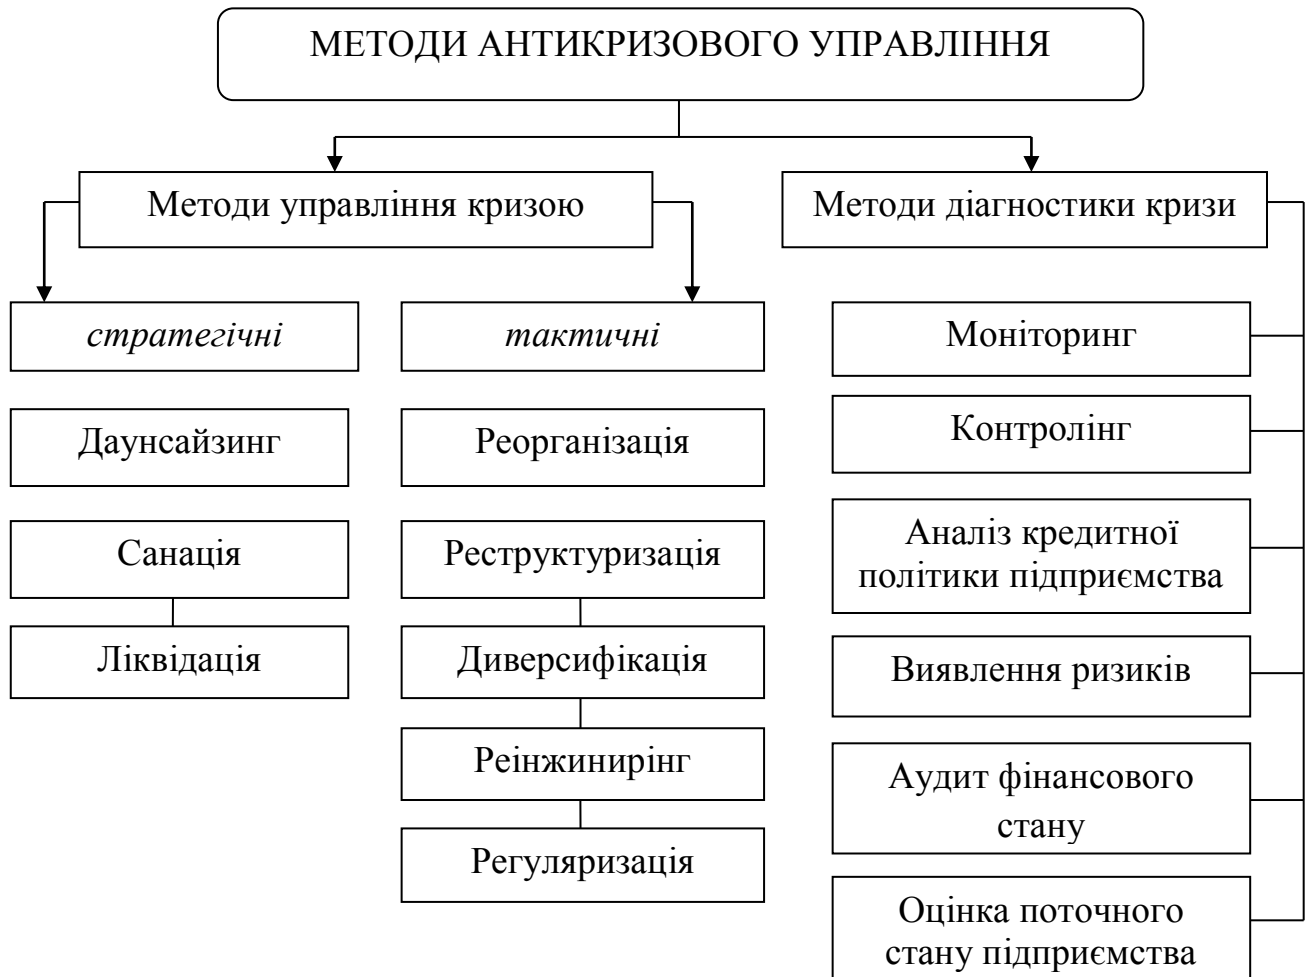 МЕТОДИ АНТИКРИЗОВОГО УПРАВЛІННЯ
Методи управління кризою
Методи діагностики кризи
стратегічні
тактичні
Даунсайзинг
Санація
Ліквідація
Реорганізація
Реструктуризація
Диверсифікація
Реінжинирінг
Регуляризація
Моніторинг
Контролінг
Аналіз кредитної
політики підприємства
Виявлення ризиків
Аудит фінансового
стану
Оцінка поточного
стану підприємства